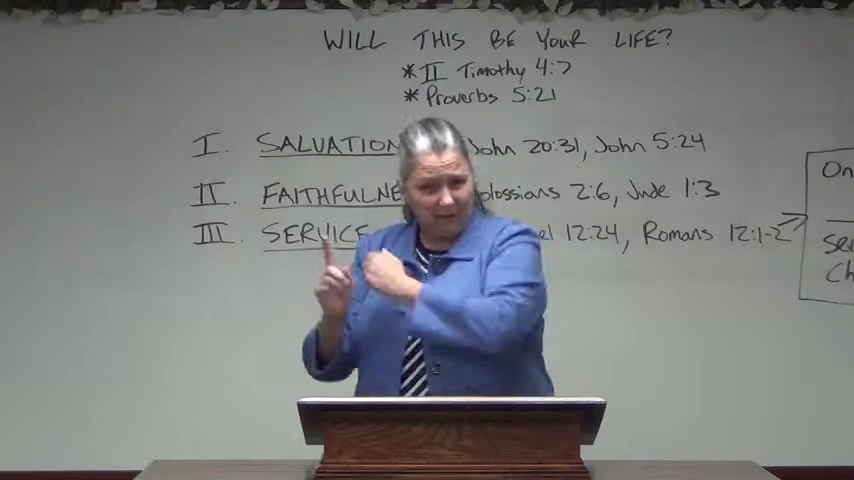 WILL THIS BE YOUR LIFE?
* II Timothy 4:7
* Proverbs 5:21
I. SALVATION John 20:31, John 5:24
II. FAITHFULNE olossians 2:6, Jude 1:3
III. SERVICE el 12:24, Romans 12:1-2
On
Ser
Ch